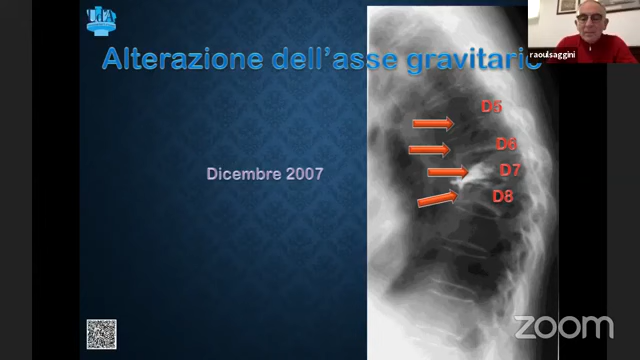 Alterazione dell'asse gravitario
raoulsaggini
D5
D6
Dicembre 2007
D7
D8
zoom